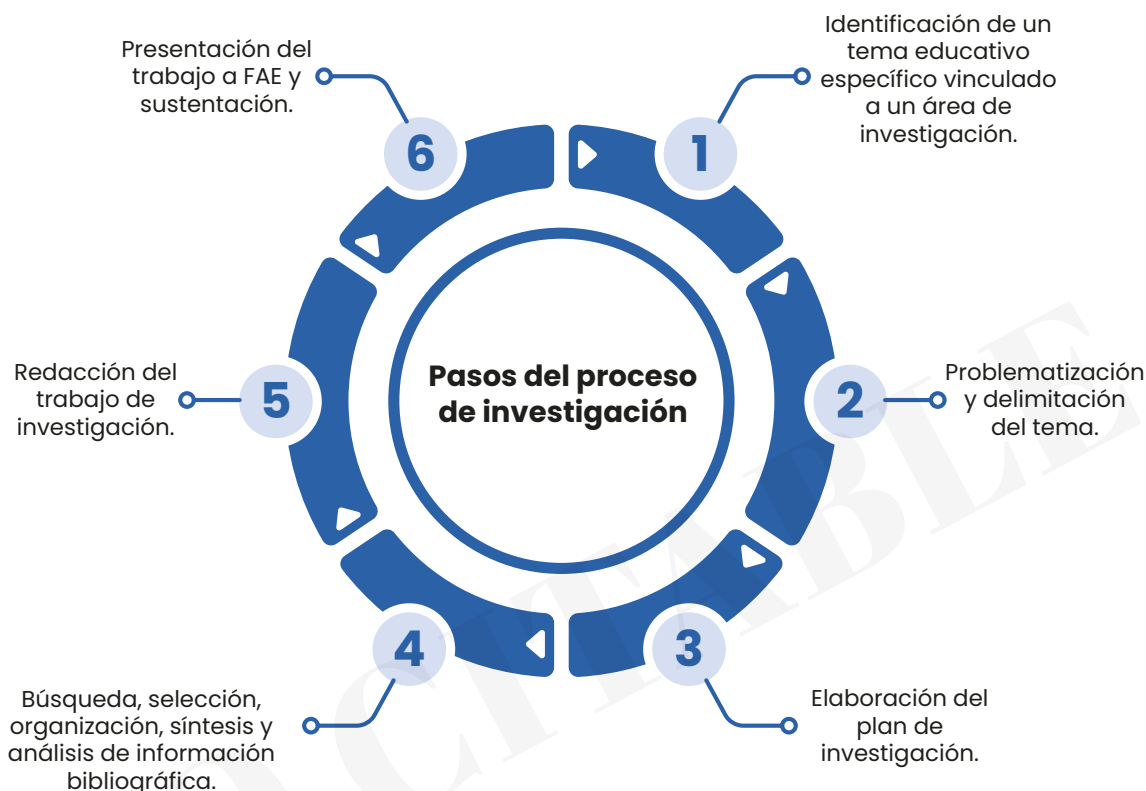 Pasos del proceso
de investigación
1
Identificación de un
tema educativo
específico vinculado
a un área de
investigación.
2
Problematización
y delimitación
del tema.
3
Elaboración del
plan de
investigación.
4
Búsqueda, selección,
organización, síntesis y
análisis de información
bibliográfica.
5
Redacción del
trabajo de
investigación.
6
Presentación del
trabajo a FAE y
sustentación.
CITABLE